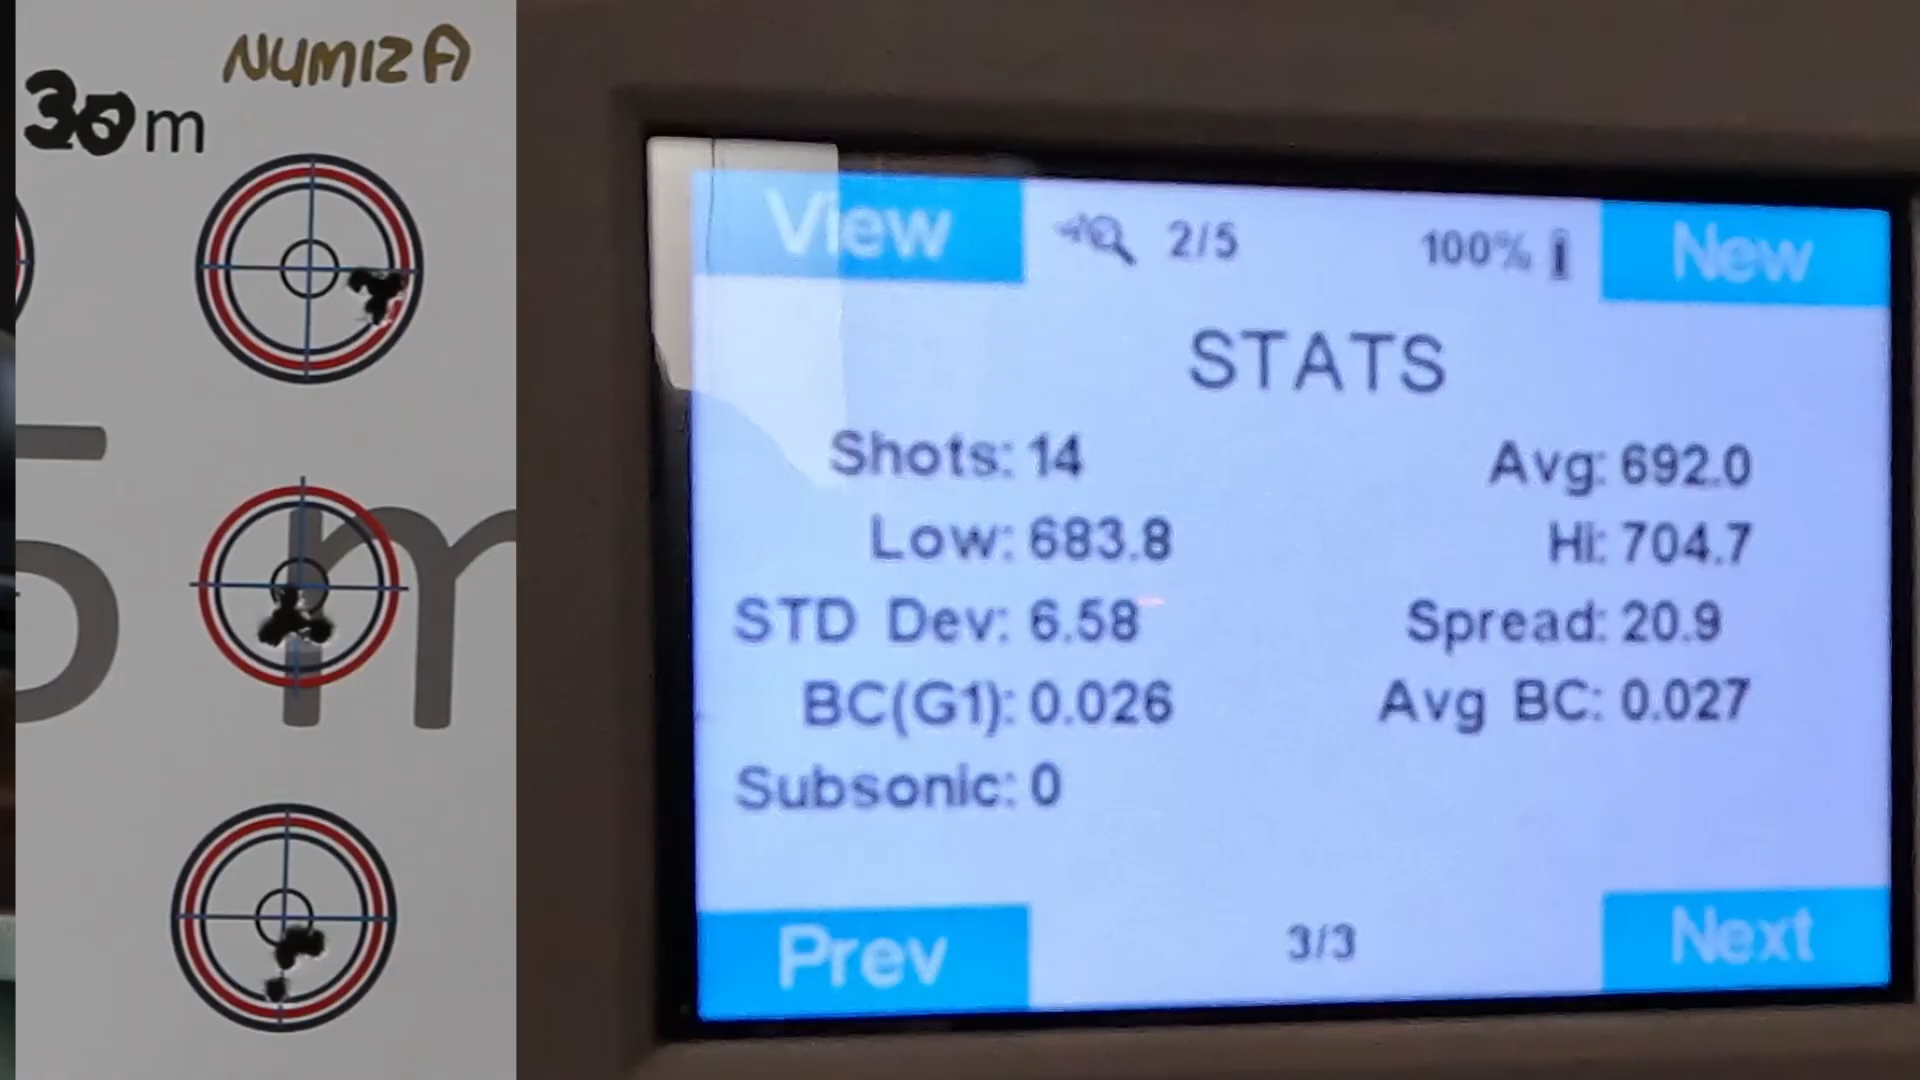 NUMIZA
30m
5m
View
2/5
100%
New
STATS
Shots: 14
Avg: 692.0
Low: 683.8
Hi: 704.7
STD Dev: 6.58
Spread: 20.9
BC(G1): 0.026
Avg BC: 0.027
Subsonic: 0
Prev
3/3
Next